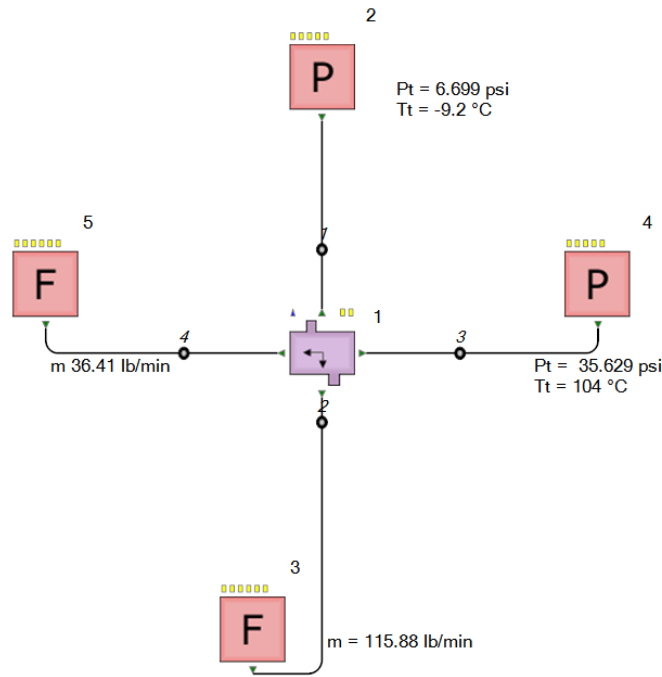 2
P
Pt = 6.699 psi
Tt = -9.2 °C
5
4
F
1
P
1
4
3
m 36.41 lb/min
Pt = 35.629 psi
Tt = 104 °C
2
3
F
m = 115.88 lb/min